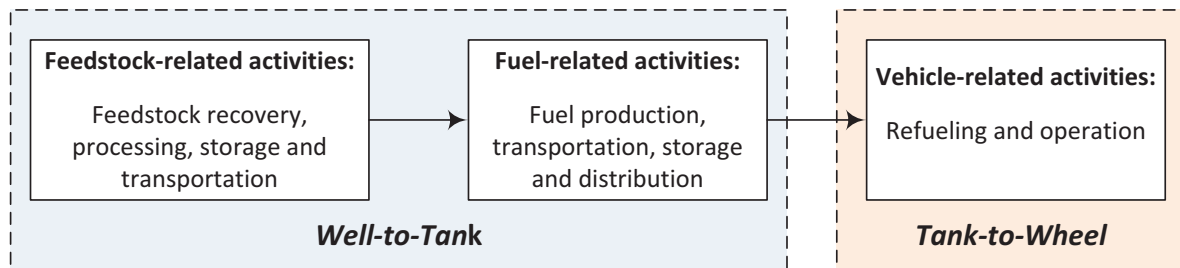 Feedstock-related activities:
Feedstock recovery,
processing, storage and
transportation
Fuel-related activities:
Fuel production,
transportation, storage
and distribution
Well-to-Tank
Vehicle-related activities:
Refueling and operation
Tank-to-Wheel